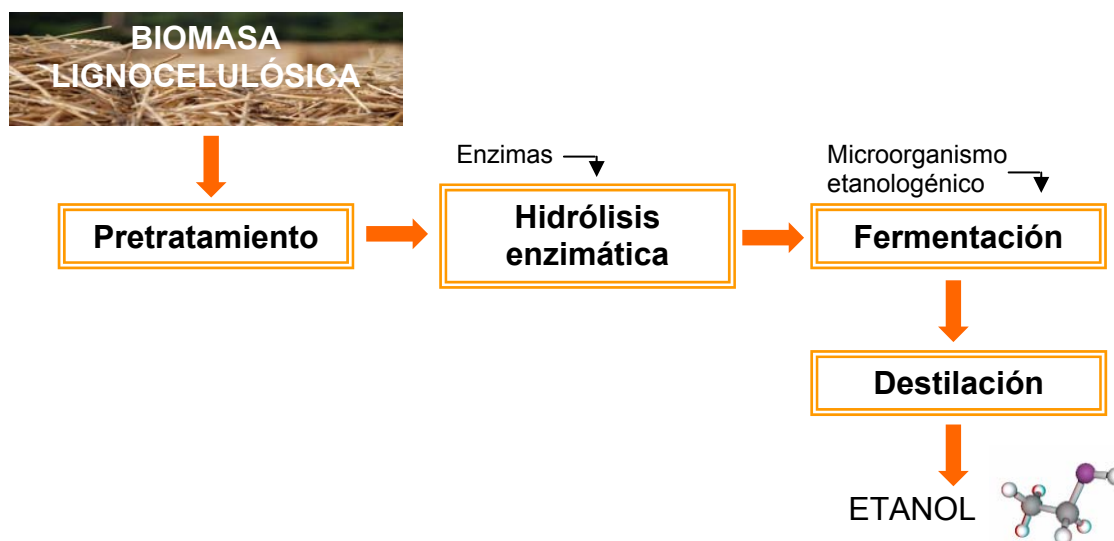 BIOMASA
LIGNOCELULÓSICA
Enzimas
Microorganismo
etanologénico
Pretratamiento
Hidrólisis
enzimática
Fermentación
Destilación
ETANOL